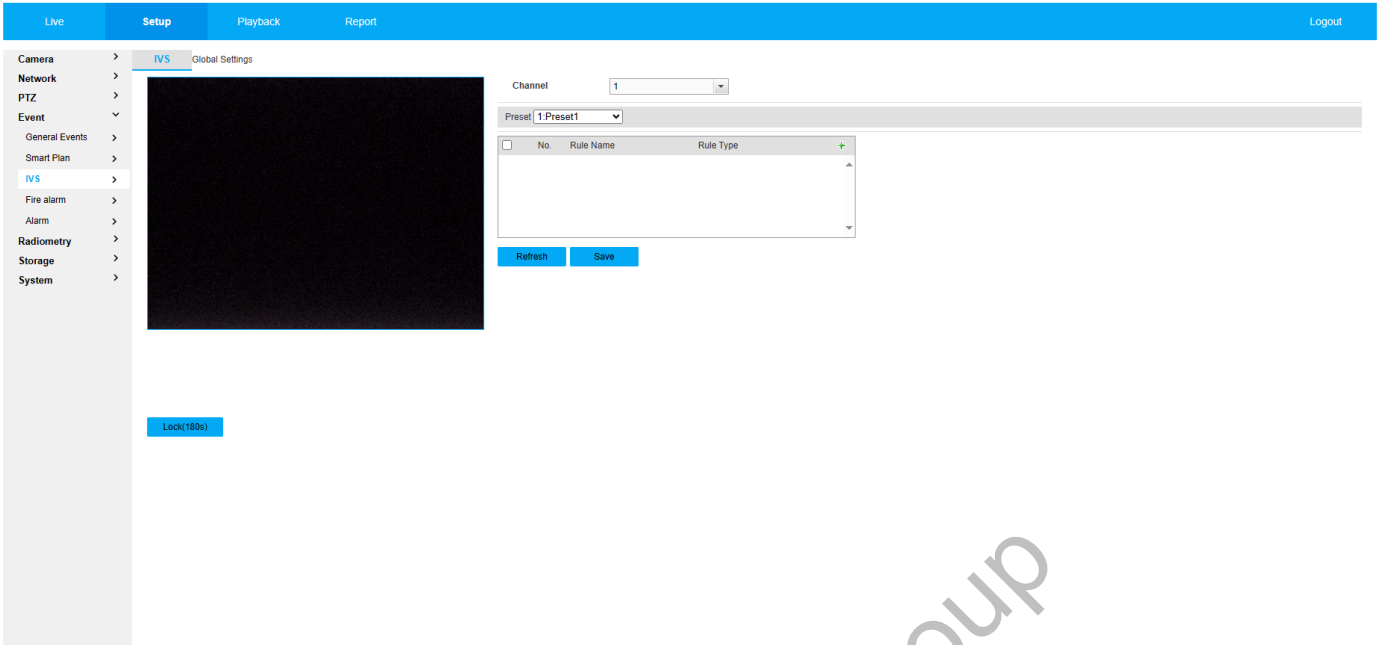 Live Setup Playback Report Logout
Camera
Network
PTZ
Event
General Events
Smart Plan
IVS
Fire alarm
Alarm
Radiometry
Storage
System
IVS Global Settings
Channel 1
Preset 1:Preset1
No. Rule Name Rule Type +
Refresh Save
Lock(180s)